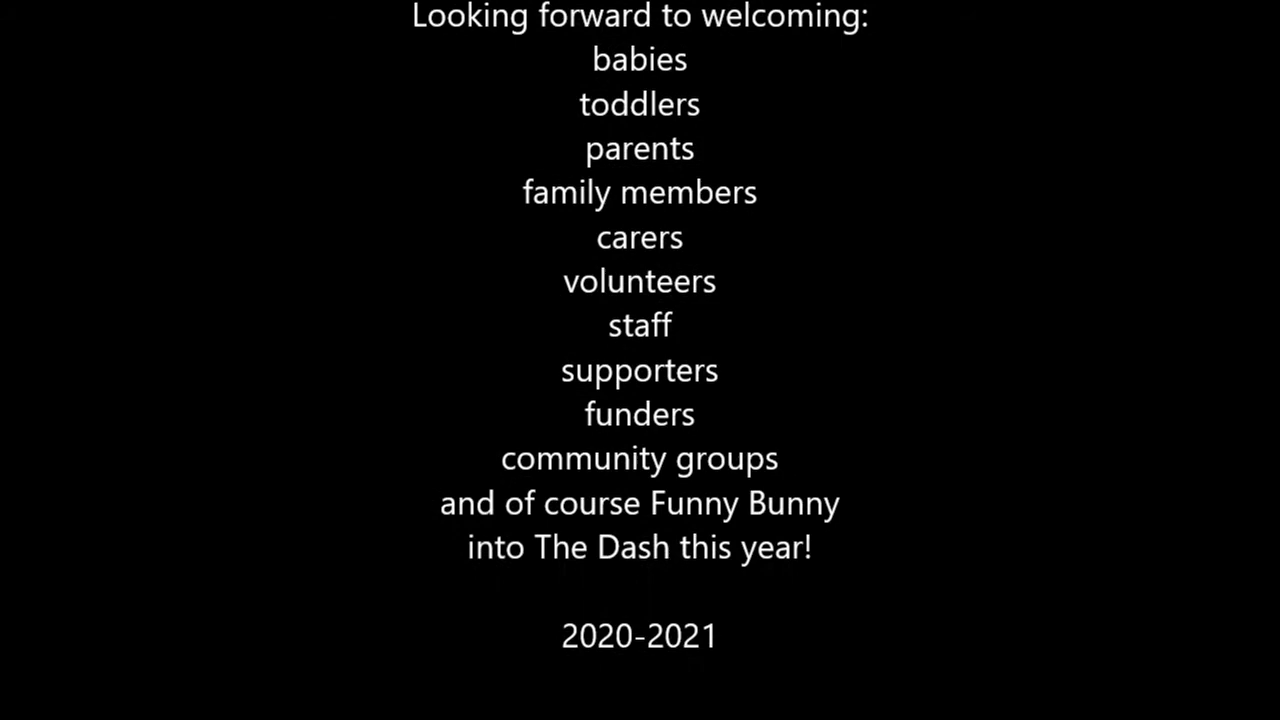 Looking forward to welcoming:
babies
toddlers
parents
family members
carers
volunteers
staff
supporters
funders
community groups
and of course Funny Bunny
into The Dash this year!
2020-2021